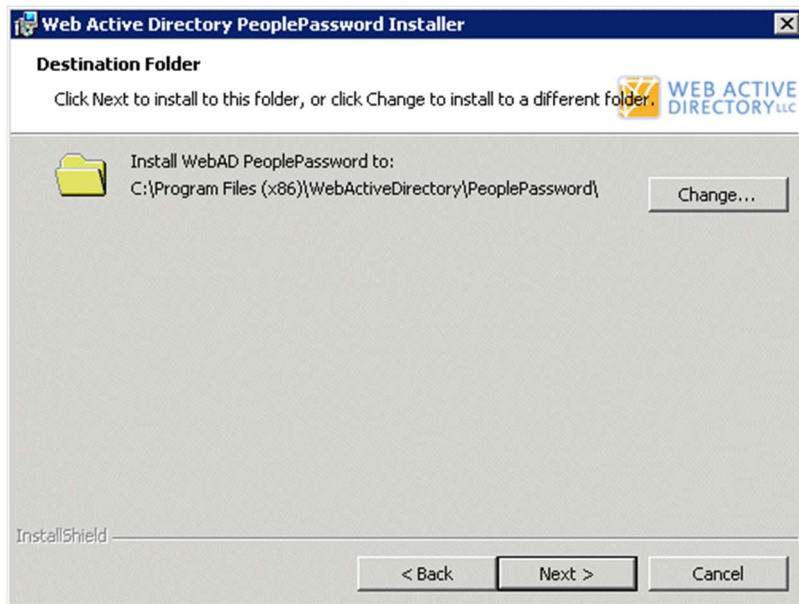 Web Active Directory PeoplePassword Installer
Destination Folder
Click Next to install to this folder, or click Change to install to a different folder.
WEB ACTIVE
DIRECTORY LLC
Install WebAD PeoplePassword to:
C:\Program Files (x86)\WebActiveDirectory\PeoplePassword\
Change...
InstallShield
< Back
Next >
Cancel